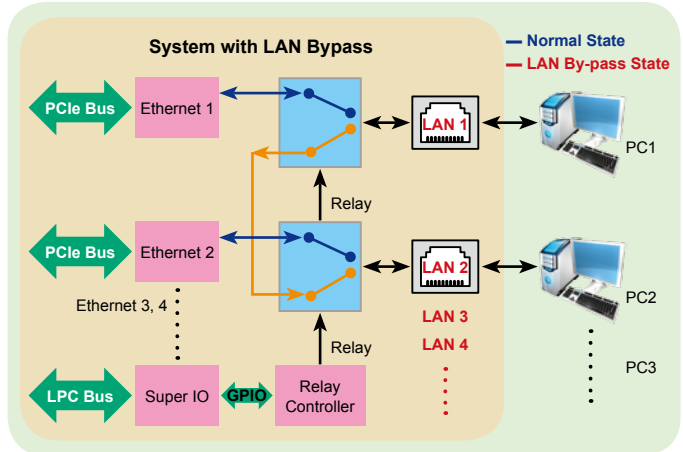 System with LAN Bypass
Normal State
LAN By-pass State
PCIe Bus
Ethernet 1
LAN 1
PC1
Relay
PCIe Bus
Ethernet 2
LAN 2
PC2
Ethernet 3, 4
LAN 3
Relay
LAN 4
PC3
LPC Bus
Super IO
GPIO
Relay
Controller